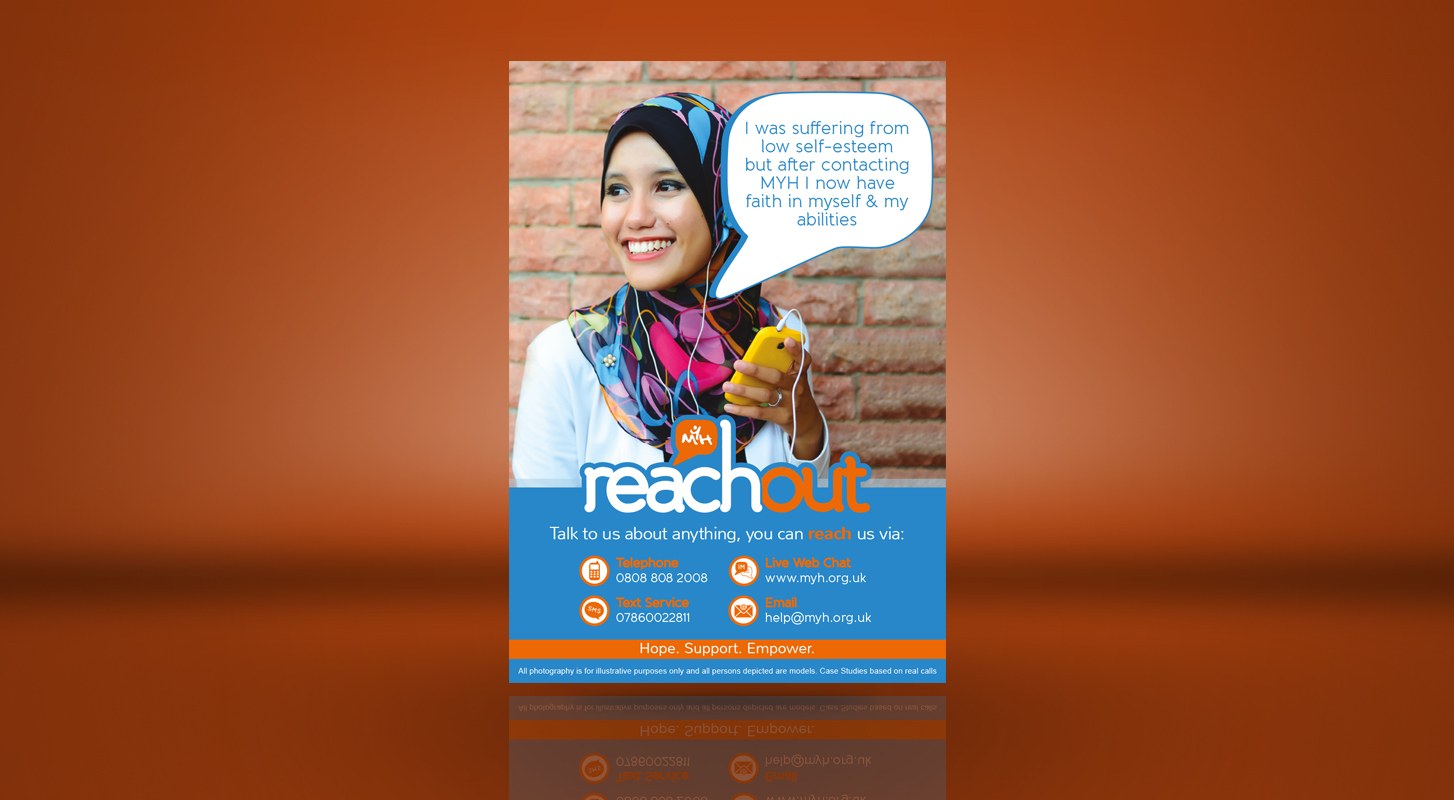 I was suffering from
low self-esteem
but after contacting
MYH I now have
faith in myself & my
abilities
MYH
reachout
Talk to us about anything, you can reach us via:
Telephone
0808 808 2008
Live Web Chat
www.myh.org.uk
SMS
Text Service
07860022811
Email
help@myh.org.uk
Hope. Support. Empower.
All photography is for illustrative purposes only and all persons depicted are models. Case Studies based on real calls